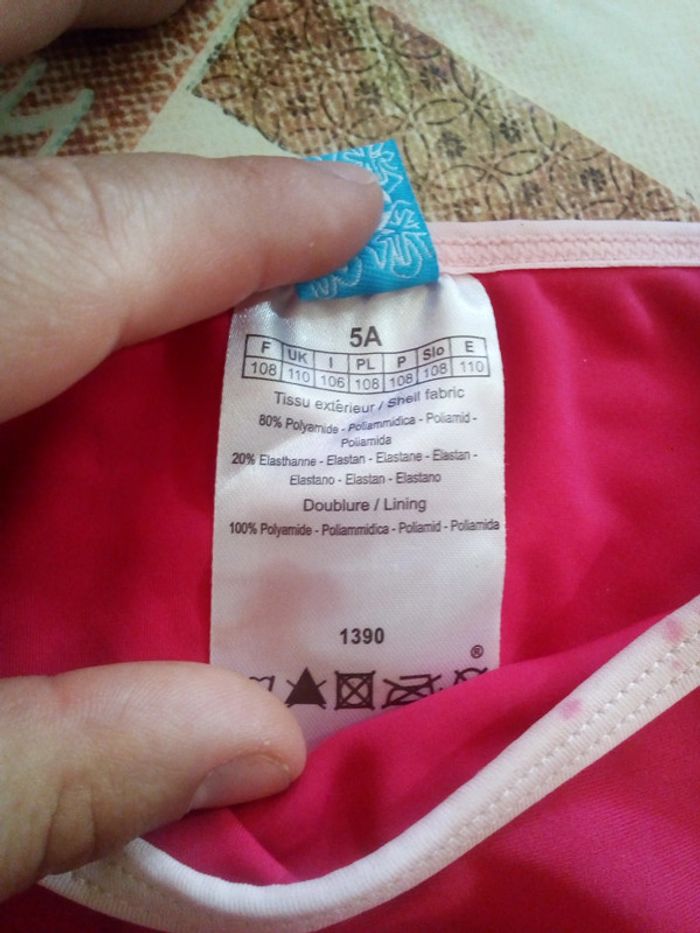 5A
F UK I PL P Slo E
108 110 106 108 108 108 110
Tissu extérieur / Shell fabric
80% Polyamide - Poliammidica - Poliamid -
Poliamida
20% Elasthanne - Elastan - Elastane - Elastan -
Elastano - Elastan - Elastano
Doublure / Lining
100% Polyamide - Poliammidica - Poliamid - Poliamida
1390
®